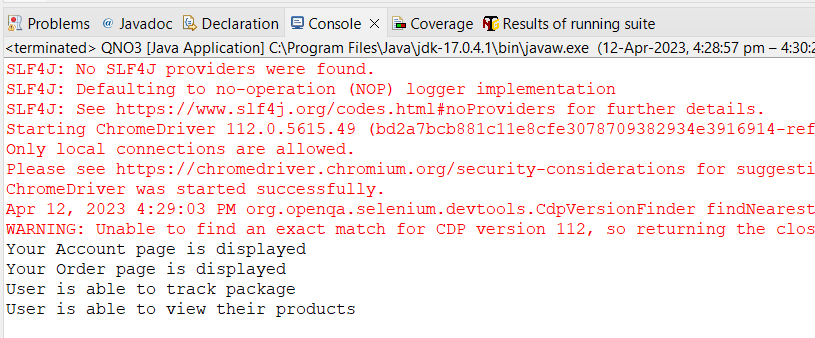 Problems Javadoc Declaration Console Coverage Results of running suite
<terminated> QNO3 [Java Application] C:\Program Files\Java\jdk-17.0.4.1\bin\javaw.exe (12-Apr-2023, 4:28:57 pm – 4:30:2
SLF4J: No SLF4J providers were found.
SLF4J: Defaulting to no-operation (NOP) logger implementation
SLF4J: See https://www.slf4j.org/codes.html#noProviders for further details.
Starting ChromeDriver 112.0.5615.49 (bd2a7bcb881c11e8cfe3078709382934e3916914-ref
Only local connections are allowed.
Please see https://chromedriver.chromium.org/security-considerations for suggesti
ChromeDriver was started successfully.
Apr 12, 2023 4:29:03 PM org.openqa.selenium.devtools.CdpVersionFinder findNearest
WARNING: Unable to find an exact match for CDP version 112, so returning the clos
Your Account page is displayed
Your Order page is displayed
User is able to track package
User is able to view their products